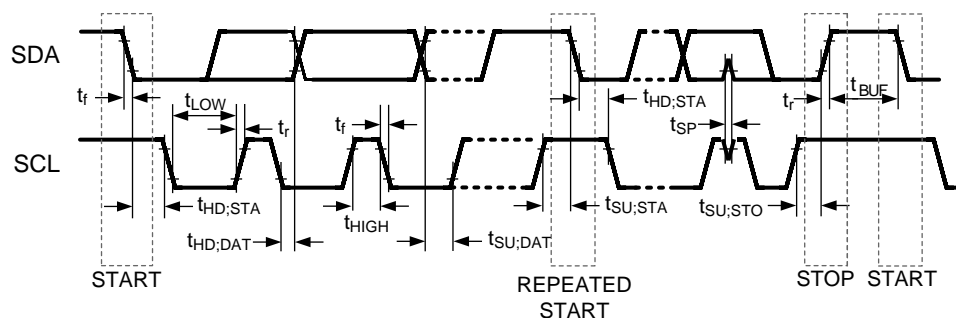 SDA
t_f
t_LOW
t_r
t_f
t_HD;STA
t_SP
t_r
t_BUF
SCL
t_HD;STA
t_HD;DAT
t_HIGH
t_SU;DAT
t_SU;STA
t_SU;STO
START
REPEATED
START
STOP
START